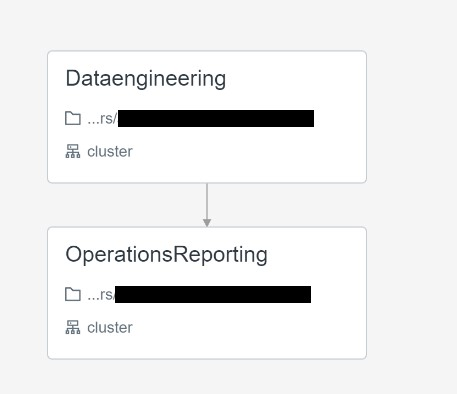 Dataengineering
...rs/
cluster
OperationsReporting
...rs/
cluster